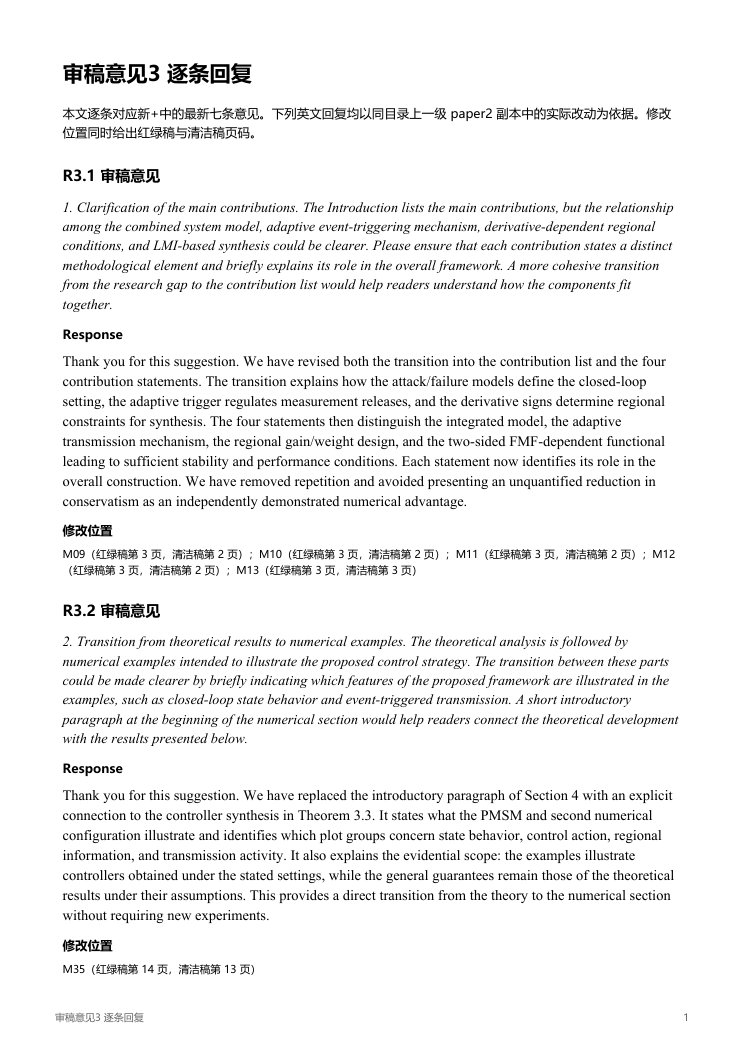 审稿意见3 逐条回复
本文逐条对应新+中的最新七条意见。下列英文回复均以同目录上一级 paper2 副本中的实际改动为依据。修改
位置同时给出红绿稿与清洁稿页码。
R3.1 审稿意见
1. Clarification of the main contributions. The Introduction lists the main contributions, but the relationship
among the combined system model, adaptive event-triggering mechanism, derivative-dependent regional
conditions, and LMI-based synthesis could be clearer. Please ensure that each contribution states a distinct
methodological element and briefly explains its role in the overall framework. A more cohesive transition
from the research gap to the contribution list would help readers understand how the components fit
together.
Response
Thank you for this suggestion. We have revised both the transition into the contribution list and the four
contribution statements. The transition explains how the attack/failure models define the closed-loop
setting, the adaptive trigger regulates measurement releases, and the derivative signs determine regional
constraints for synthesis. The four statements then distinguish the integrated model, the adaptive
transmission mechanism, the regional gain/weight design, and the two-sided FMF-dependent functional
leading to sufficient stability and performance conditions. Each statement now identifies its role in the
overall construction. We have removed repetition and avoided presenting an unquantified reduction in
conservatism as an independently demonstrated numerical advantage.
修改位置
M09（红绿稿第 3 页，清洁稿第 2 页）；M10（红绿稿第 3 页，清洁稿第 2 页）；M11（红绿稿第 3 页，清洁稿第 2 页）；M12
（红绿稿第 3 页，清洁稿第 2 页）；M13（红绿稿第 3 页，清洁稿第 3 页）
R3.2 审稿意见
2. Transition from theoretical results to numerical examples. The theoretical analysis is followed by
numerical examples intended to illustrate the proposed control strategy. The transition between these parts
could be made clearer by briefly indicating which features of the proposed framework are illustrated in the
examples, such as closed-loop state behavior and event-triggered transmission. A short introductory
paragraph at the beginning of the numerical section would help readers connect the theoretical development
with the results presented below.
Response
Thank you for this suggestion. We have replaced the introductory paragraph of Section 4 with an explicit
connection to the controller synthesis in Theorem 3.3. It states what the PMSM and second numerical
configuration illustrate and identifies which plot groups concern state behavior, control action, regional
information, and transmission activity. It also explains the evidential scope: the examples illustrate
controllers obtained under the stated settings, while the general guarantees remain those of the theoretical
results under their assumptions. This provides a direct transition from the theory to the numerical section
without requiring new experiments.
修改位置
M35（红绿稿第 14 页，清洁稿第 13 页）
审稿意见3 逐条回复
1